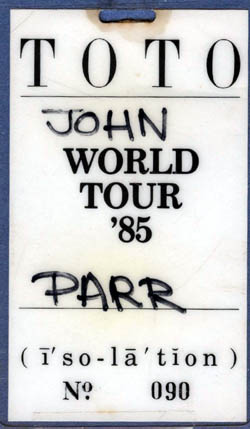 TOTO
JOHN
WORLD
TOUR
'85
PARR
(ī′so-lā′tion)
Nº 090